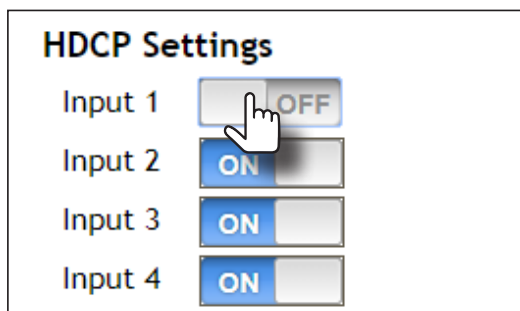 HDCP Settings
Input 1 OFF
Input 2 ON
Input 3 ON
Input 4 ON